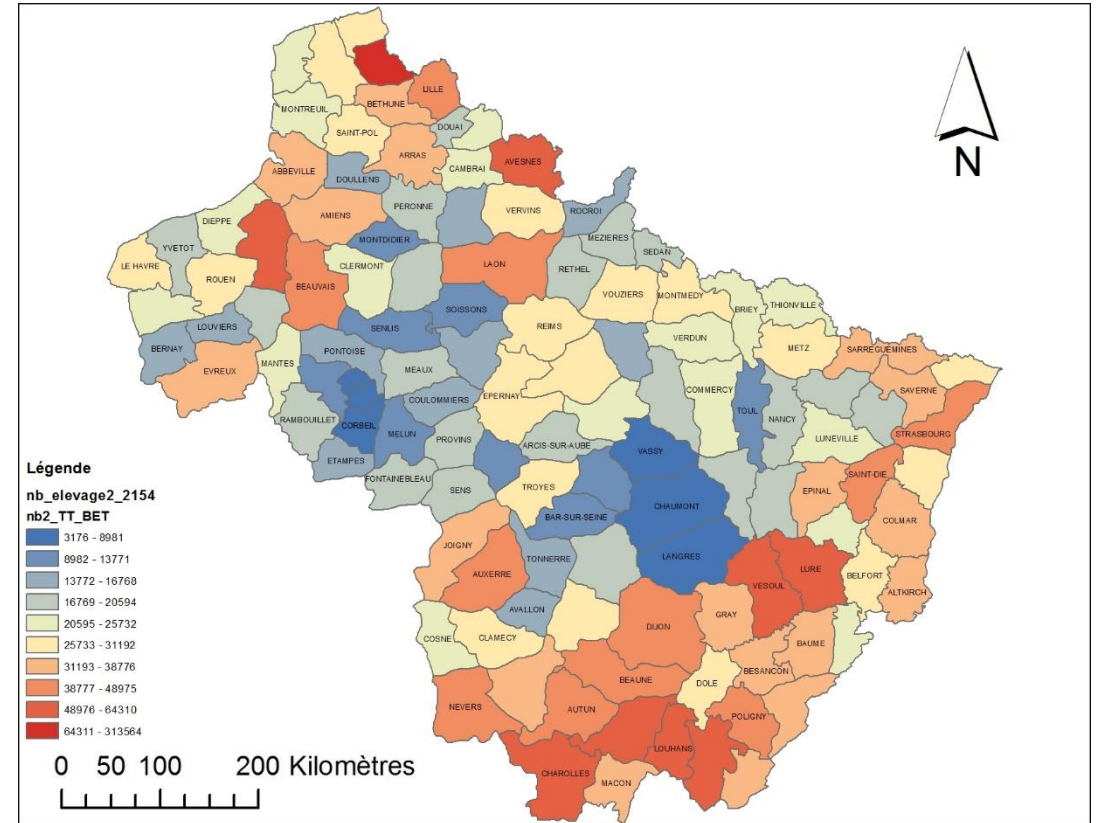 LILLE
BETHUNE
MONTREUIL
DOUAI
SAINT-POL
ARRAS
AVESNES
CAMBRAI
ABBEVILLE
DOULLENS
N
PERONNE
VERVINS
ROCROI
AMIENS
DIEPPE
MONTDIDIER
MEZIERES
YVETOT
SEDAN
LE HAVRE
CLERMONT
LAON
RETHEL
ROUEN
BEAUVAIS
VOUZIERS
MONTMEDY
THIONVILLE
SOISSONS
BRIEY
LOUVIERS
SENLIS
REIMS
VERDUN
BERNAY
PONTOISE
METZ
SARREGUEMINES
MANTES
EVREUX
MEAUX
COMMERCY
SAVERNE
COULOMMIERS
EPERNAY
TOUL
NANCY
RAMBOUILLET
CORBEIL
MELUN
STRASBOURG
PROVINS
ARCIS-SUR-AUBE
LUNEVILLE
VASSY
ETAMPES
Légende
FONTAINEBLEAU
SENS
TROYES
SAINT-DIE
EPINAL
nb_elevage2_2154
CHAUMONT
nb2_TT_BET
BAR-SUR-SEINE
COLMAR
3176 - 8981
JOIGNY
8982 - 13771
TONNERRE
LANGRES
13772 - 16768
AUXERRE
VESOUL
LURE
BELFORT
16769 - 20594
ALTKIRCH
20595 - 25732
AVALLON
GRAY
25733 - 31192
COSNE
CLAMECY
DIJON
BAUME
31193 - 38776
BESANCON
38777 - 48975
BEAUNE
DOLE
48976 - 64310
NEVERS
AUTUN
POLIGNY
64311 - 313564
LOUHANS
0 50 100 200 Kilomètres
CHAROLLES
MACON